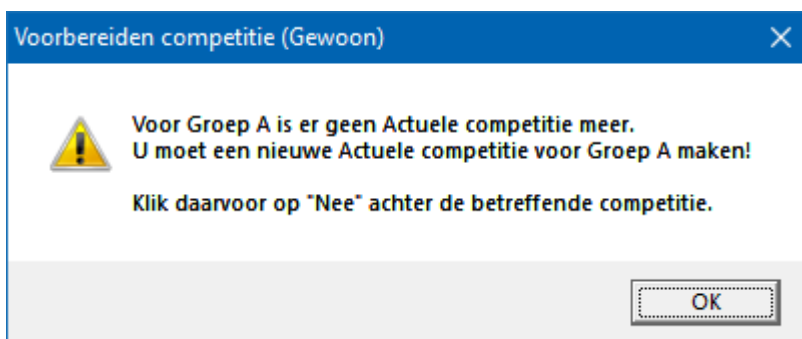 Voorbereiden competitie (Gewoon)
Voor Groep A is er geen Actuele competitie meer.
U moet een nieuwe Actuele competitie voor Groep A maken!
Klik daarvoor op "Nee" achter de betreffende competitie.
OK